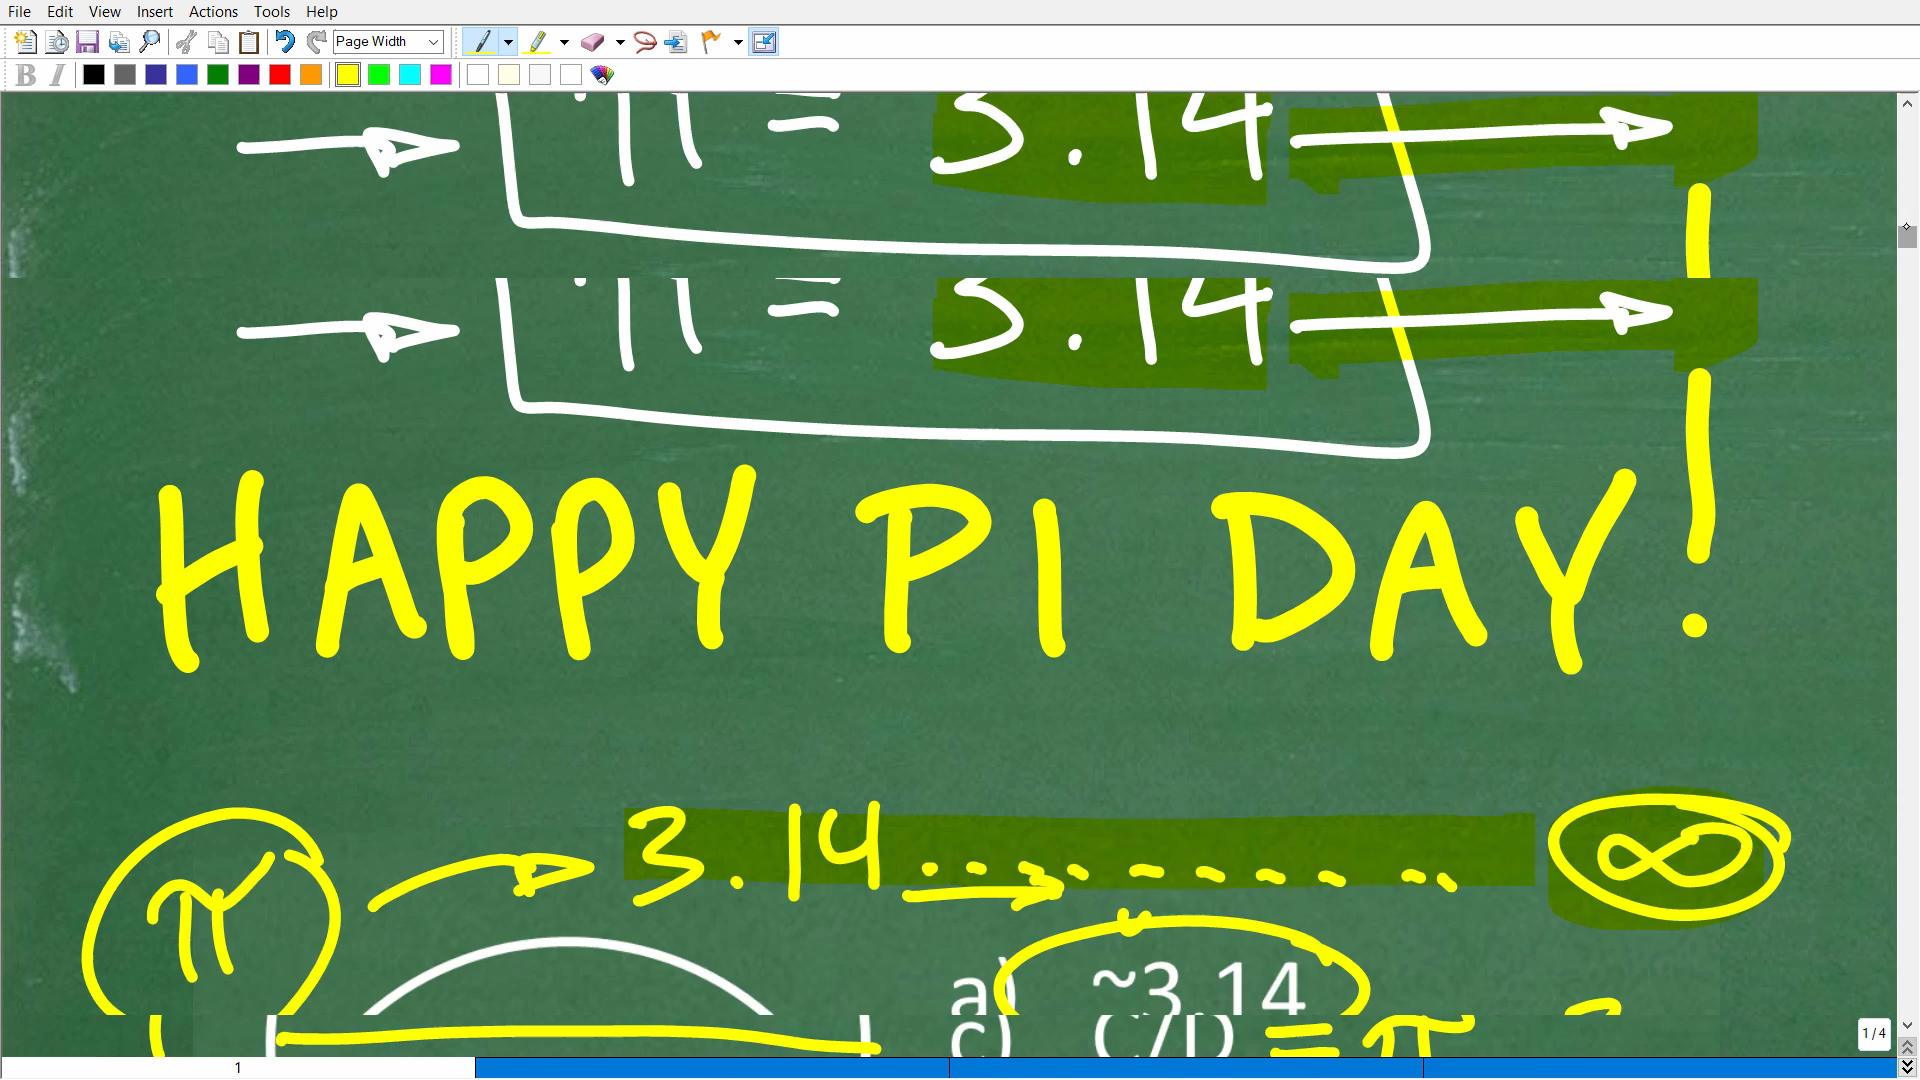 File Edit View Insert Actions Tools Help
Page Width
B I
π = 3.14
π = 3.14
HAPPY PI DAY!
π 3.14........ ∞
a) ~3.14
c) C/D = π
1 / 4
1